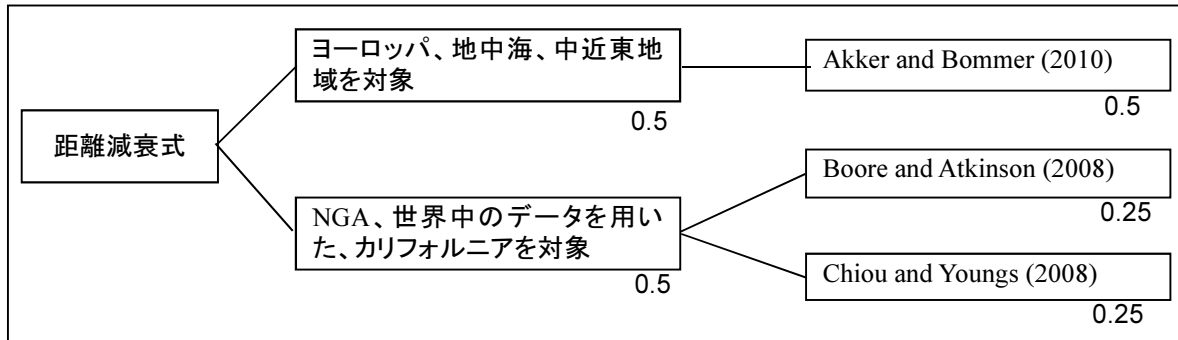 距離減衰式
ヨーロッパ、地中海、中近東地
域を対象
0.5
Akker and Bommer (2010)
0.5
NGA、世界中のデータを用い
た、カリフォルニアを対象
0.5
Boore and Atkinson (2008)
0.25
Chiou and Youngs (2008)
0.25